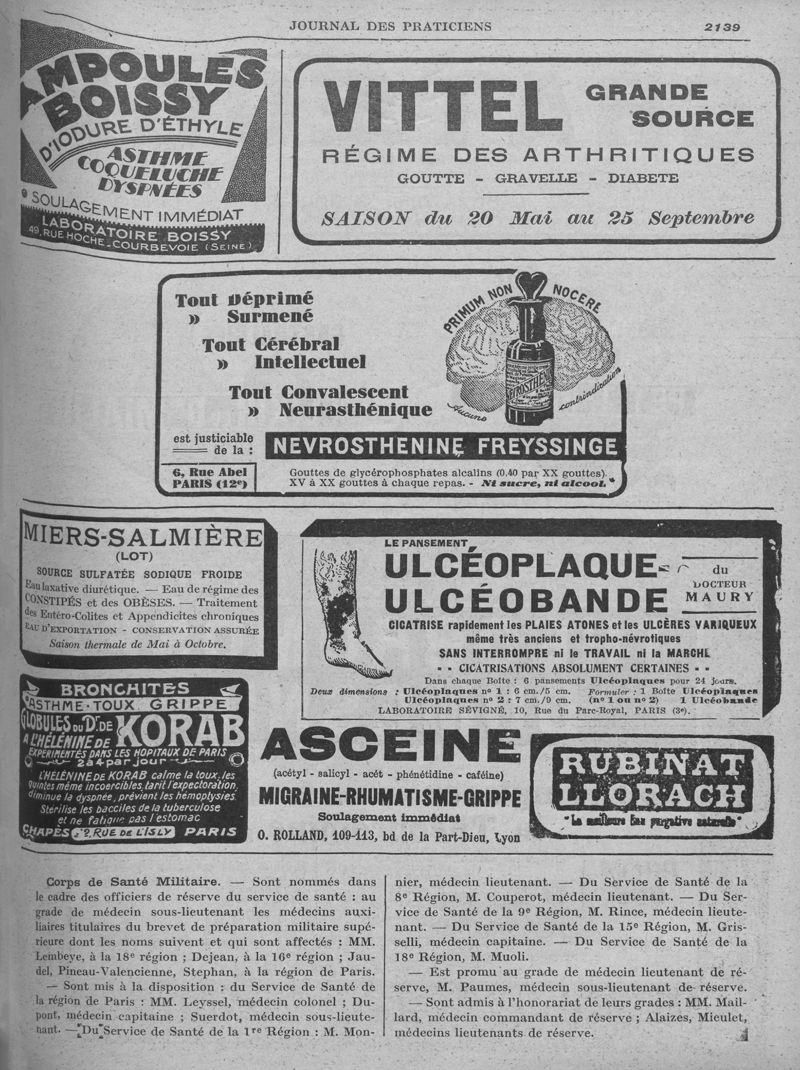 JOURNAL DES PRATICIENS
2139
AMPOULES
BOISSY
D'IODURE D'ÉTHYLE
ASTHME
COQUELUCHE
DYSPNÉES
SOULAGEMENT IMMÉDIAT
LABORATOIRE BOISSY
49, RUE HOCHE - COURBEVOIE (SEINE)
VITTEL GRANDE
SOURCE
RÉGIME DES ARTHRITIQUES
GOUTTE - GRAVELLE - DIABETE
SAISON du 20 Mai au 25 Septembre
Tout Déprimé
» Surmené
Tout Cérébral
» Intellectuel
Tout Convalescent
» Neurasthénique
PRIMUM NON NOCERE
NEVROSTHENINE
Aucune contrindication
est justiciable
de la :
NEVROSTHENINE FREYSSINGE
6, Rue Abel
PARIS (12e)
Gouttes de glycérophosphates alcalins (0,40 par XX gouttes).
XV à XX gouttes à chaque repas. - Ni sucre, ni alcool.
MIERS-SALMIÈRE
(LOT)
SOURCE SULFATÉE SODIQUE FROIDE
Eau laxative diurétique. — Eau de régime des
CONSTIPÉS et des OBÈSES. — Traitement
des Entéro-Colites et Appendicites chroniques
EAU D'EXPORTATION - CONSERVATION ASSURÉE
Saison thermale de Mai à Octobre.
LE PANSEMENT
ULCÉOPLAQUE
ULCÉOBANDE
du
DOCTEUR
MAURY
CICATRISE rapidement les PLAIES ATONES et les ULCÈRES VARIQUEUX
même très anciens et tropho-névrotiques
SANS INTERROMPRE ni le TRAVAIL ni la MARCHE
- - CICATRISATIONS ABSOLUMENT CERTAINES - -
Dans chaque Boîte : 6 pansements Ulcéoplaques pour 24 jours.
Deux dimensions : Ulcéoplaques n° 1 : 6 cm./5 cm. Formuler : 1 Boîte Ulcéoplaques
Ulcéoplaques n° 2 : 7 cm./9 cm. (n° 1 ou n° 2) 1 Ulcéobande
LABORATOIRE SÉVIGNÉ, 10, Rue du Parc-Royal, PARIS (3e).
BRONCHITES
ASTHME·TOUX GRIPPE
GLOBULES DU Dr. DE KORAB
A L'HÉLÉNINE DE
EXPÉRIMENTÉS DANS LES HOPITAUX DE PARIS
2 à 4 par jour
L'HÉLÉNINE DE KORAB calme la toux, les
quintes même incoercibles, tarit l'expectoration,
diminue la dyspnée, prévient les hémoptysies.
Stérilise les bacilles de la tuberculose
et ne fatigue pas l'estomac
CHAPÈS 2, RUE DE L'ISLY PARIS
ASCEINE
(acétyl - salicyl - acét - phénétidine - caféine)
MIGRAINE-RHUMATISME-GRIPPE
Soulagement immédiat
O. ROLLAND, 109-113, bd de la Part-Dieu, Lyon
RUBINAT
LLORACH
"La meilleure Eau purgative naturelle"
Corps de Santé Militaire. — Sont nommés dans
le cadre des officiers de réserve du service de santé : au
grade de médecin sous-lieutenant les médecins auxi-
liaires titulaires du brevet de préparation militaire supé-
rieure dont les noms suivent et qui sont affectés : MM.
Lembeye, à la 18e région ; Dejean, à la 16e région ; Jau-
del, Pineau-Valencienne, Stephan, à la région de Paris.
— Sont mis à la disposition : du Service de Santé de
la région de Paris : MM. Leyssel, médecin colonel ; Du-
pont, médecin capitaine ; Suerdot, médecin sous-lieute-
nant. — Du Service de Santé de la 1re Région : M. Mon-
nier, médecin lieutenant. — Du Service de Santé de la
8e Région, M. Couperot, médecin lieutenant. — Du Ser-
vice de Santé de la 9e Région, M. Rince, médecin lieute-
nant. — Du Service de Santé de la 15e Région, M. Gris-
selli, médecin capitaine. — Du Service de Santé de la
18e Région, M. Muoli.
— Est promu au grade de médecin lieutenant de ré-
serve, M. Paumes, médecin sous-lieutenant de réserve.
— Sont admis à l'honorariat de leurs grades : MM. Mail-
lard, médecin commandant de réserve ; Alaizes, Mieulet,
médecins lieutenants de réserve.